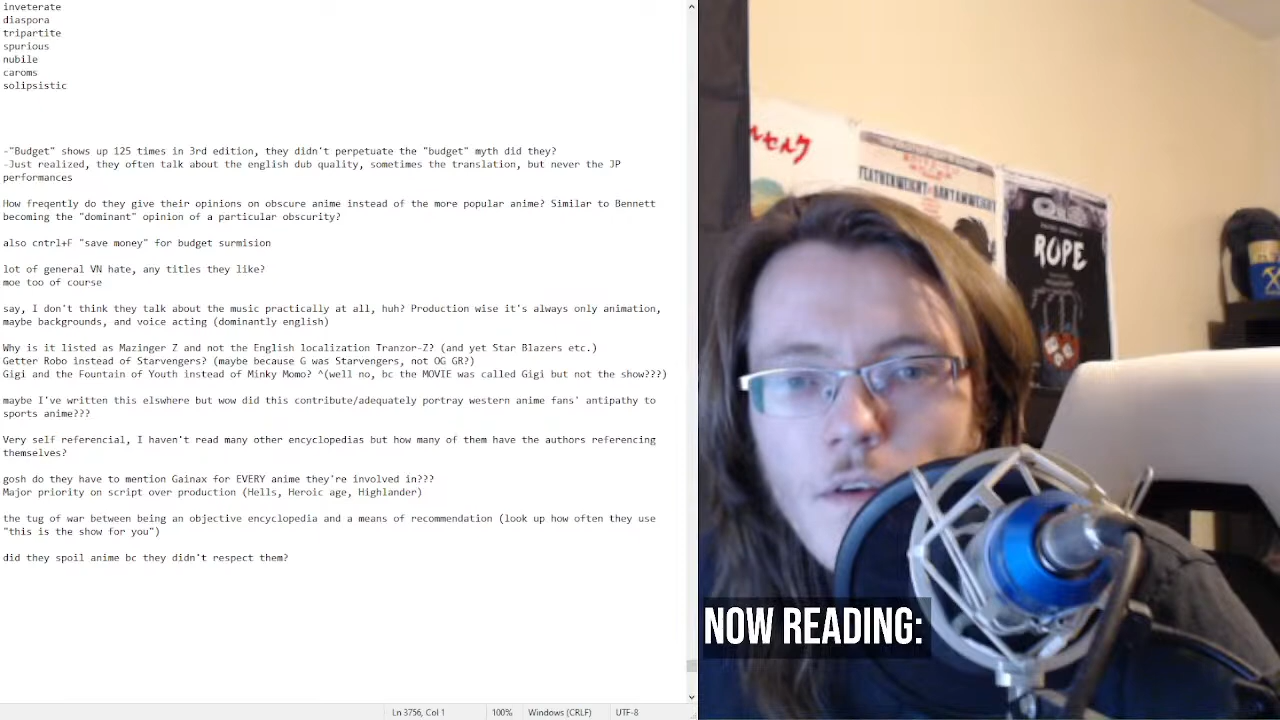 inveterate
diaspora
tripartite
spurious
nubile
caroms
solipsistic
-"Budget" shows up 125 times in 3rd edition, they didn't perpetuate the "budget" myth did they?
-Just realized, they often talk about the english dub quality, sometimes the translation, but never the JP
performances
How freqently do they give their opinions on obscure anime instead of the more popular anime? Similar to Bennett
becoming the "dominant" opinion of a particular obscurity?
also cntrl+F "save money" for budget surmision
lot of general VN hate, any titles they like?
moe too of course
say, I don't think they talk about the music practically at all, huh? Production wise it's always only animation,
maybe backgrounds, and voice acting (dominantly english)
Why is it listed as Mazinger Z and not the English localization Tranzor-Z? (and yet Star Blazers etc.)
Getter Robo instead of Starvengers? (maybe because G was Starvengers, not OG GR?)
Gigi and the Fountain of Youth instead of Minky Momo? ^(well no, bc the MOVIE was called Gigi but not the show???)
maybe I've written this elswhere but wow did this contribute/adequately portray western anime fans' antipathy to
sports anime???
Very self referencial, I haven't read many other encyclopedias but how many of them have the authors referencing
themselves?
gosh do they have to mention Gainax for EVERY anime they're involved in???
Major priority on script over production (Hells, Heroic age, Highlander)
the tug of war between being an objective encyclopedia and a means of recommendation (look up how often they use
"this is the show for you")
did they spoil anime bc they didn't respect them?
Ln 3756, Col 1
100%
Windows (CRLF)
UTF-8
ルセルク
FEATHERWEIGHT
BANTAMWEIGHT
ROPE
NOW READING: